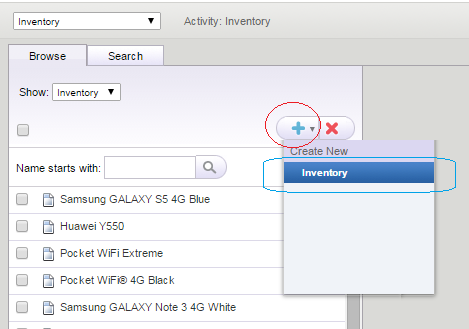 Inventory Activity: Inventory
Browse Search
Show: Inventory
Create New
Inventory
Name starts with:
Samsung GALAXY S5 4G Blue
Huawei Y550
Pocket WiFi Extreme
Pocket WiFi® 4G Black
Samsung GALAXY Note 3 4G White